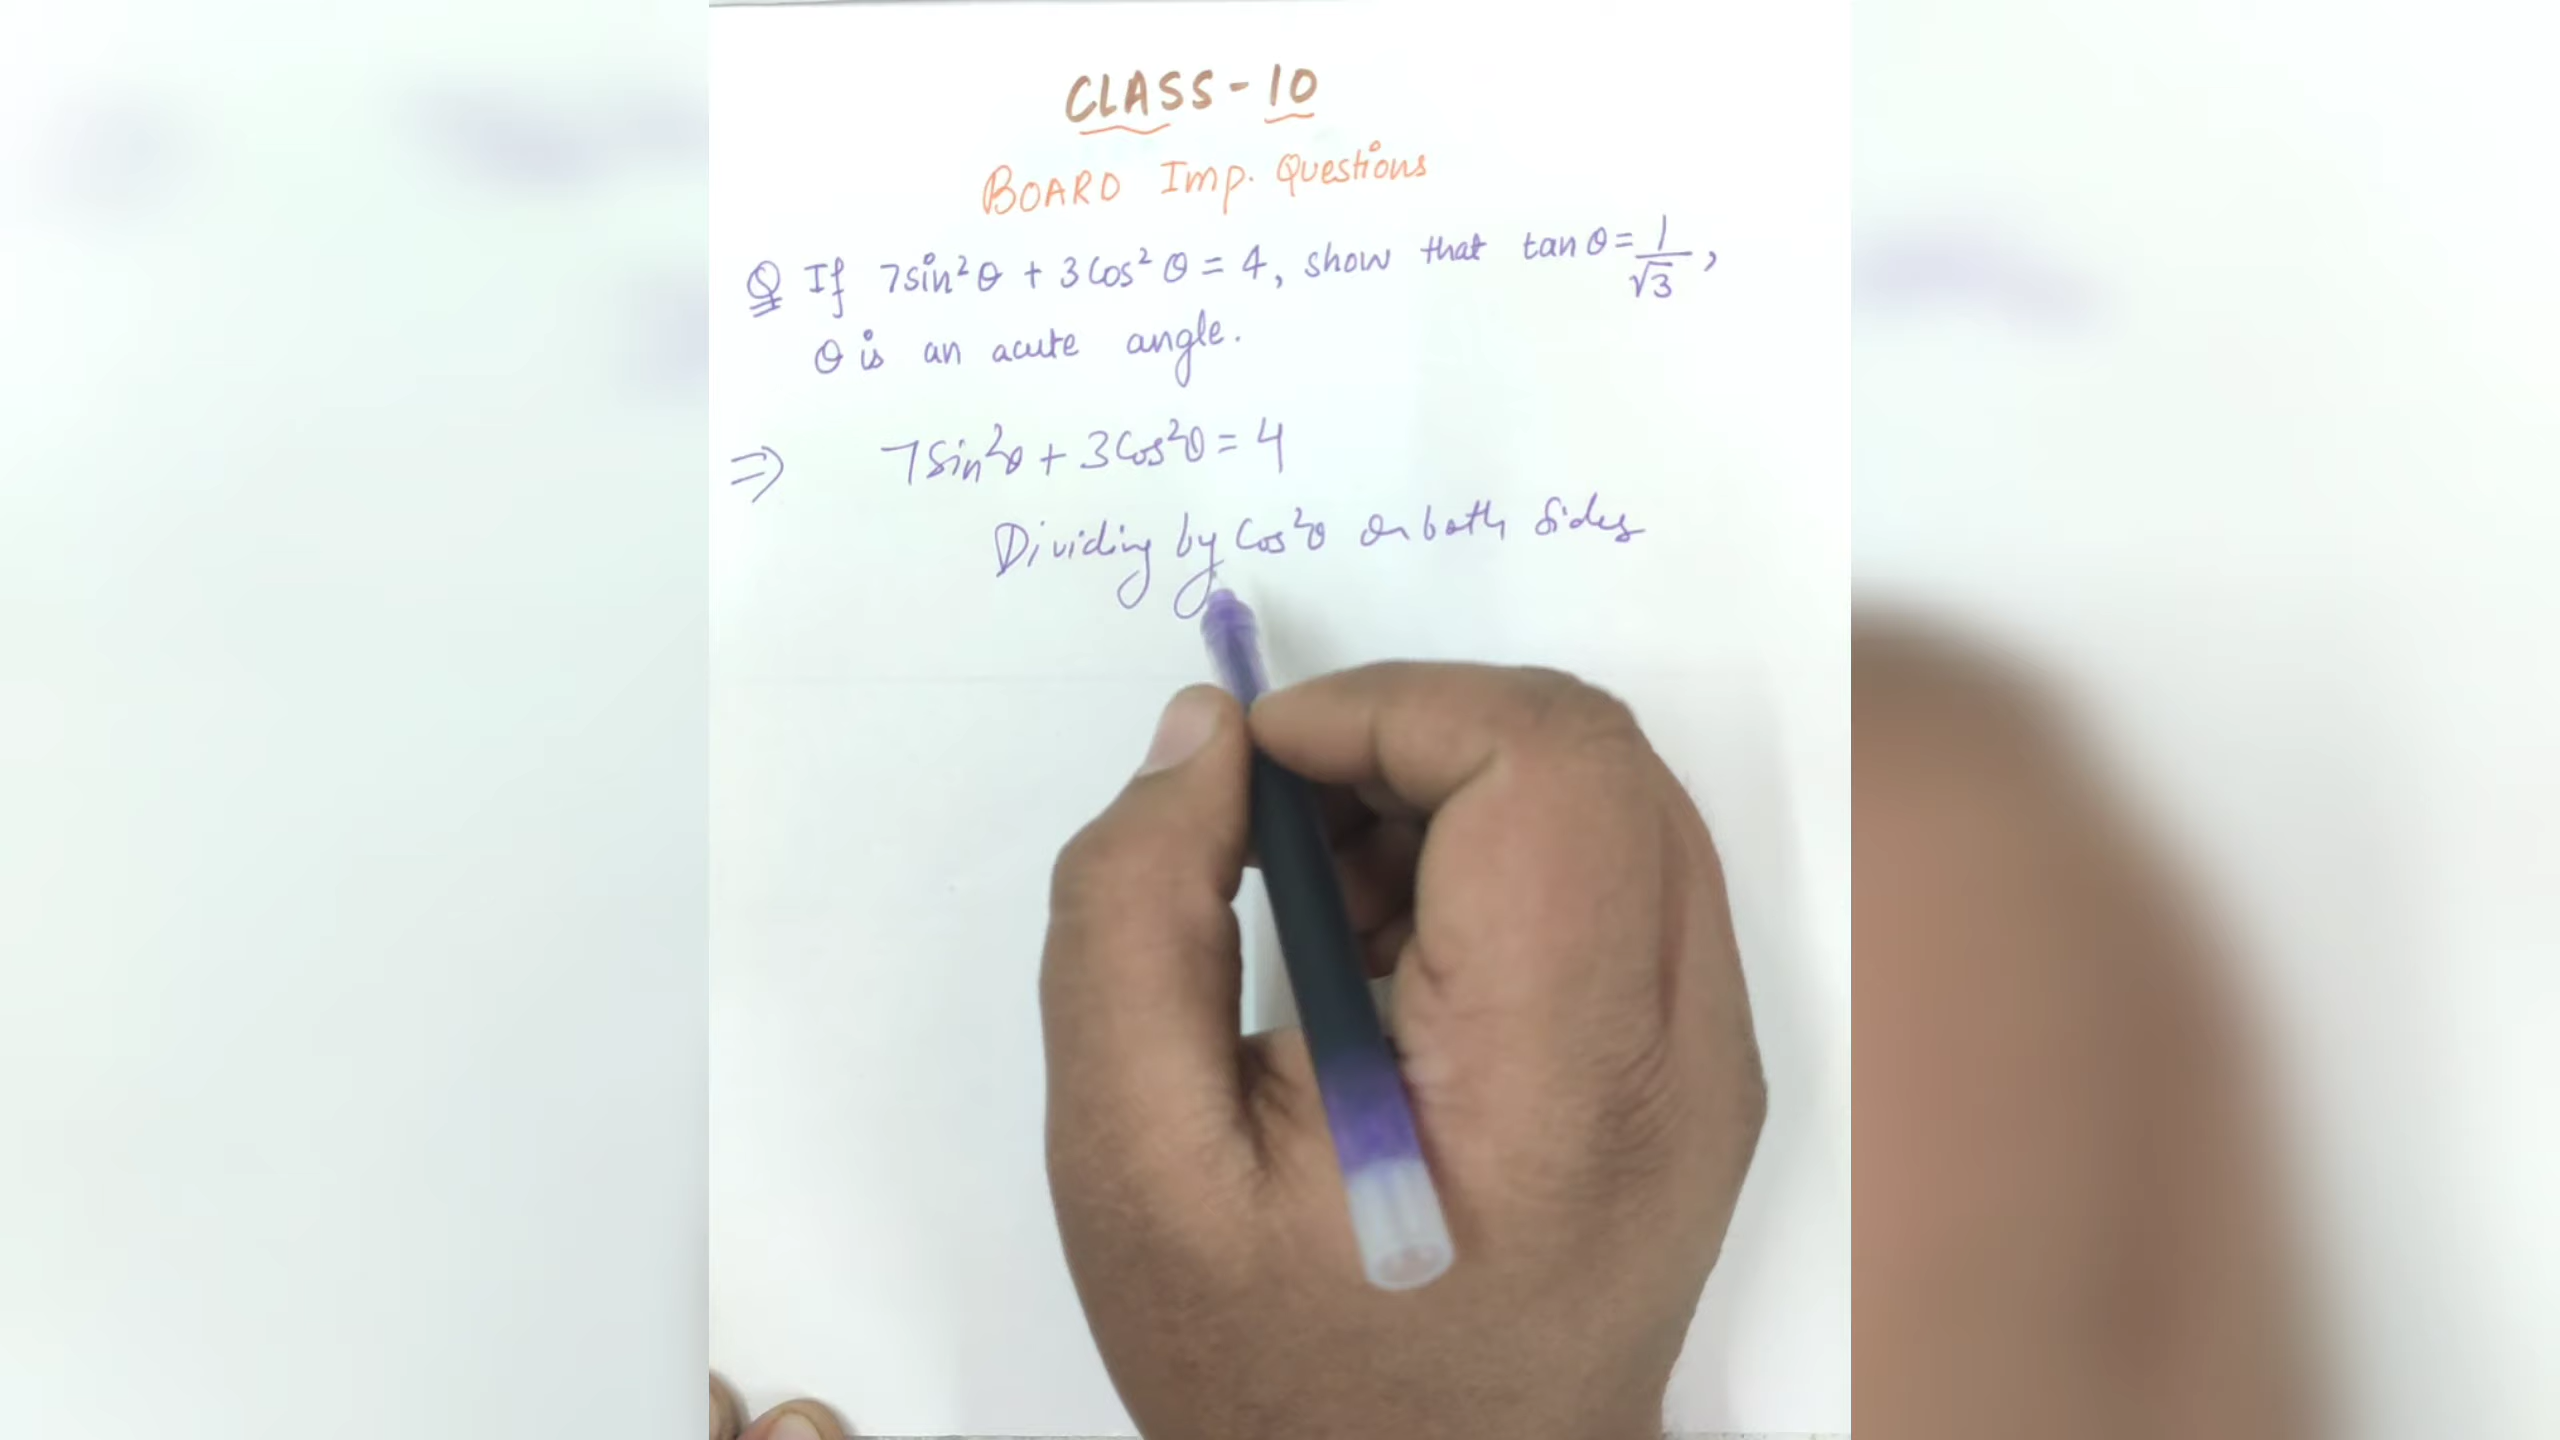 CLASS - 10
BOARD Imp. Questions
Q If 7sin²θ + 3cos²θ = 4, show that tan θ = 1/√3,
θ is an acute angle.
⇒ 7sin²θ + 3cos²θ = 4
Dividing by cos²θ on both sides